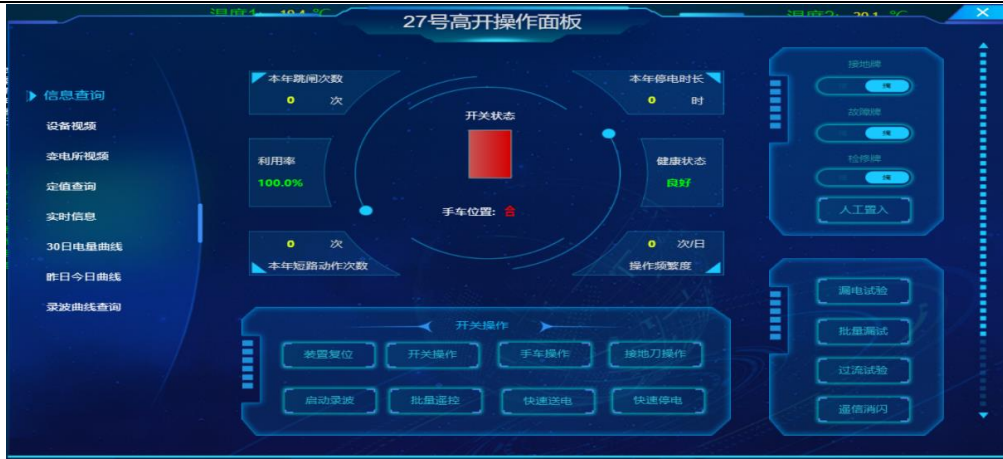 27号高开操作面板
信息查询
设备视频
变电所视频
定值查询
实时信息
30日电量曲线
昨日今日曲线
录波曲线查询
本年跳闸次数
0 次
利用率
100.0%
0 次
本年短路动作次数
开关状态
手车位置: 合
本年停电时长
0 时
健康状态
良好
0 次/日
操作频繁度
开关操作
装置复位
开关操作
手车操作
接地刀操作
启动录波
批量遥控
快速送电
快速停电
接地牌
故障牌
检修牌
人工置入
漏电试验
批量漏试
过流试验
遥信消闪